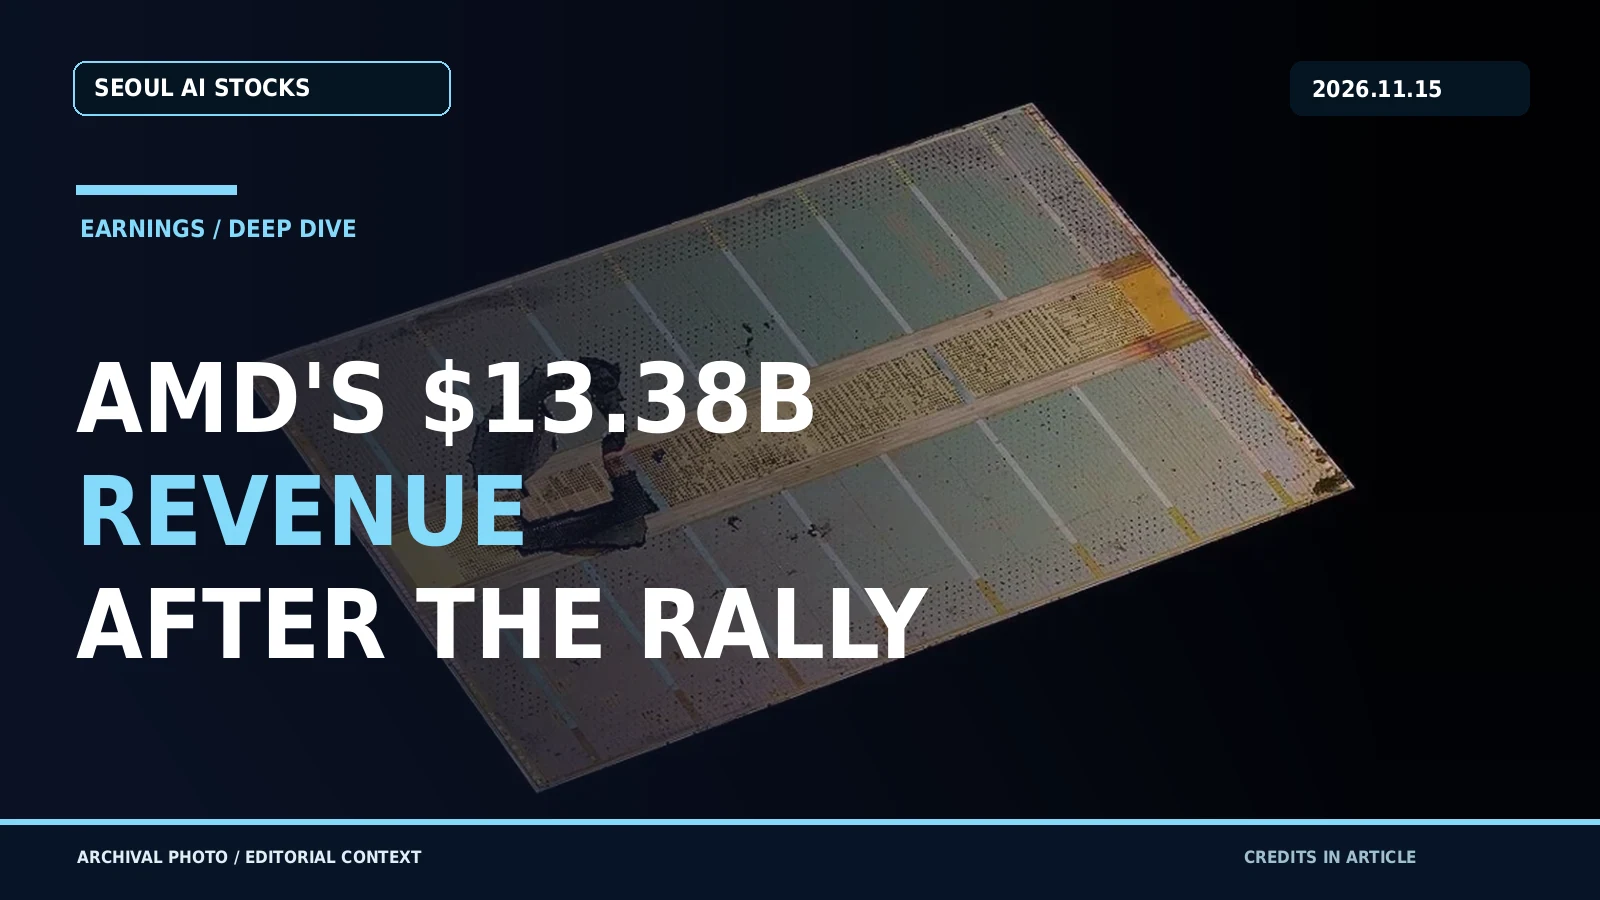 SEOUL AI STOCKS
2026.11.15
EARNINGS / DEEP DIVE
AMD'S $13.38B
REVENUE
AFTER THE RALLY
ARCHIVAL PHOTO / EDITORIAL CONTEXT
CREDITS IN ARTICLE